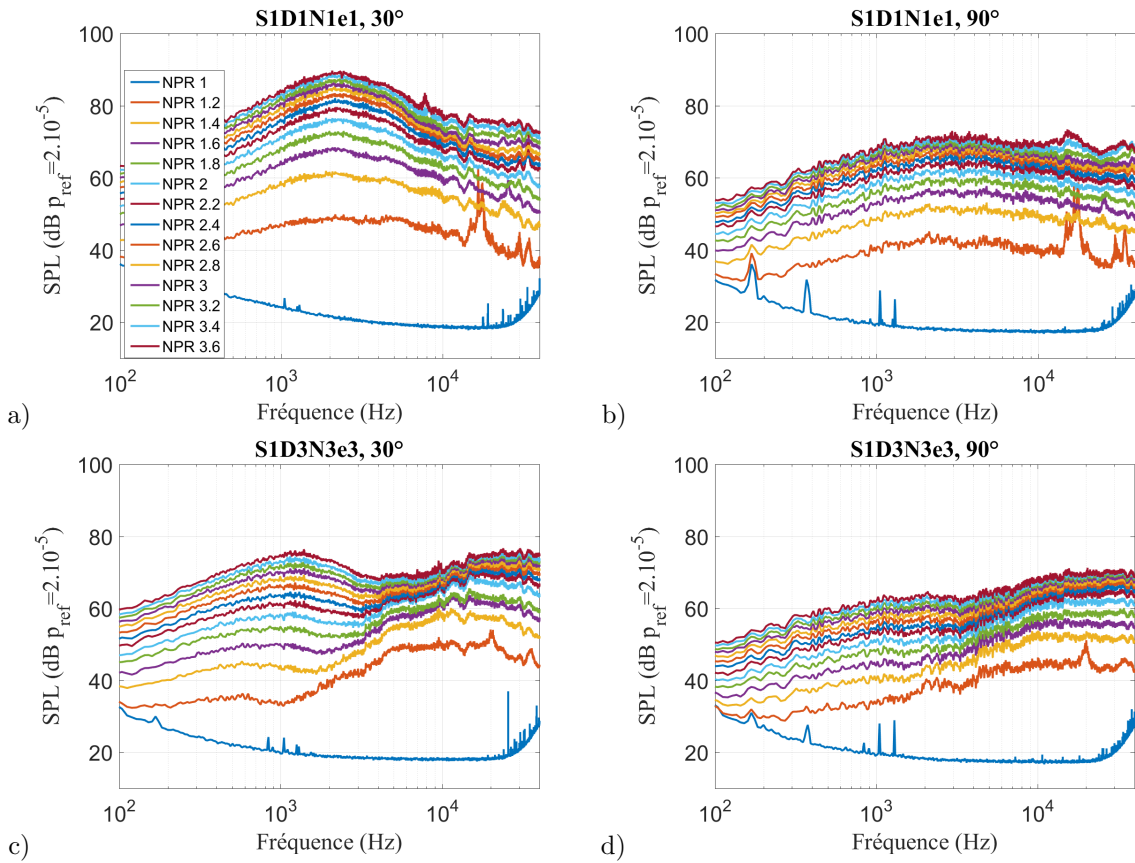 S1D1N1e1, 30°
100
80
60
40
20
SPL (dB p_ref=2.10^-5)
NPR 1
NPR 1.2
NPR 1.4
NPR 1.6
NPR 1.8
NPR 2
NPR 2.2
NPR 2.4
NPR 2.6
NPR 2.8
NPR 3
NPR 3.2
NPR 3.4
NPR 3.6
10^2 10^3 10^4
Fréquence (Hz)
a)
S1D1N1e1, 90°
100
80
60
40
20
SPL (dB p_ref=2.10^-5)
10^2 10^3 10^4
Fréquence (Hz)
b)
S1D3N3e3, 30°
100
80
60
40
20
SPL (dB p_ref=2.10^-5)
10^2 10^3 10^4
Fréquence (Hz)
c)
S1D3N3e3, 90°
100
80
60
40
20
SPL (dB p_ref=2.10^-5)
10^2 10^3 10^4
Fréquence (Hz)
d)